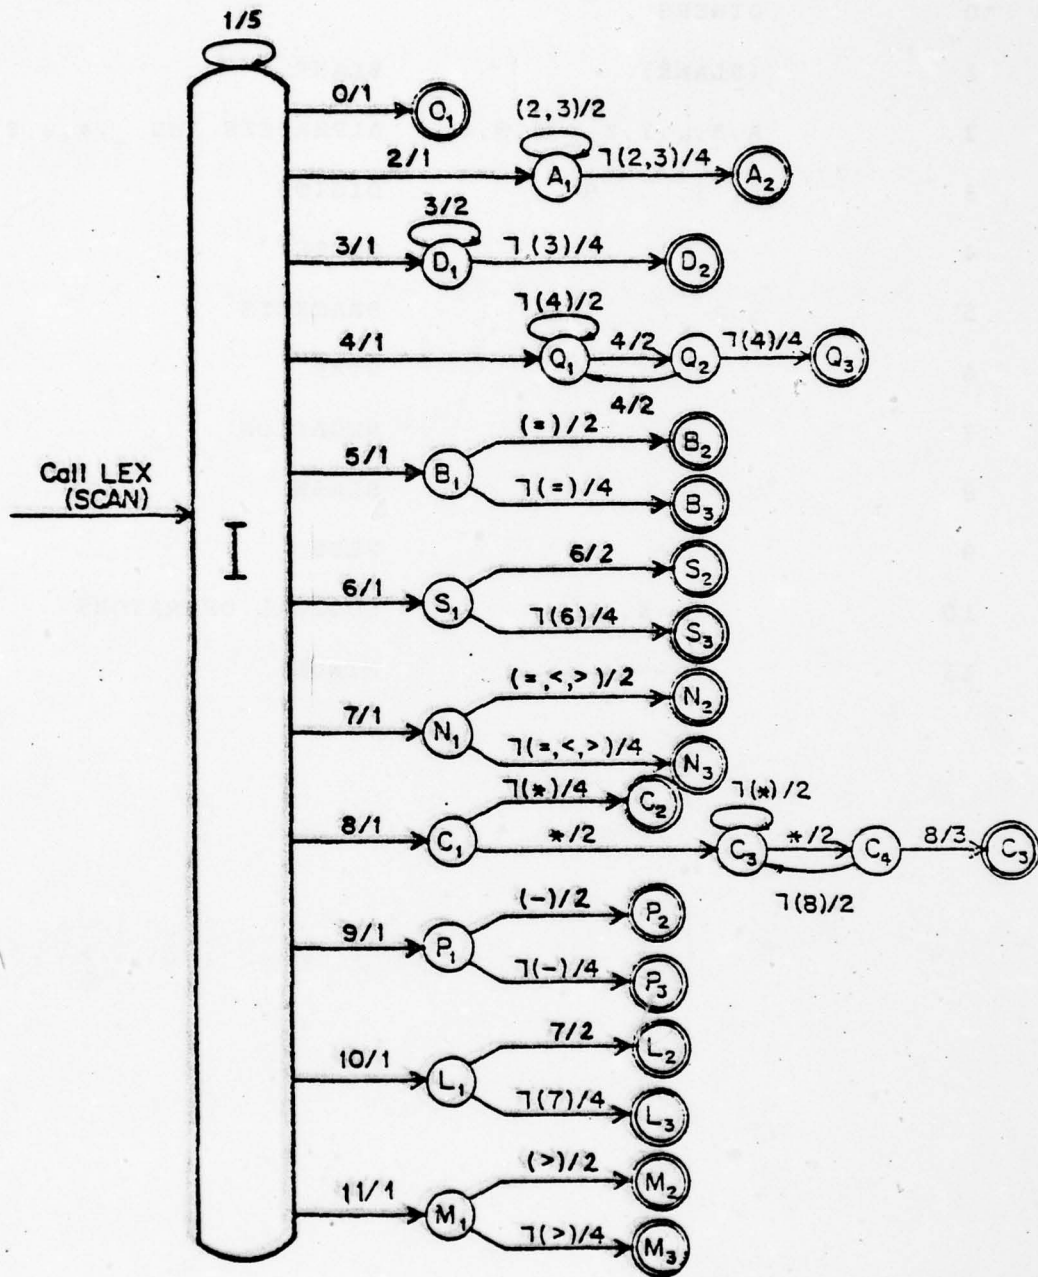 1/5
0/1 O₁ (2,3)/2
2/1 A₁ ┐(2,3)/4 A₂
3/2
3/1 D₁ ┐(3)/4 D₂
┐(4)/2
4/1 Q₁ 4/2 Q₂ ┐(4)/4 Q₃
4/2
(=)/2 B₂
5/1 B₁
┐(=)/4 B₃
Call LEX
(SCAN)
I
6/2 S₂
6/1 S₁
┐(6)/4 S₃
(=,<,>)/2 N₂
7/1 N₁
┐(=,<,>)/4 N₃
┐(*)/4 C₂ ┐(*)/2
8/1 C₁
*/2 C₃ */2 C₄ 8/3 C₃
┐(8)/2
(-)/2 P₂
9/1 P₁
┐(-)/4 P₃
7/2 L₂
10/1 L₁
┐(7)/4 L₃
(>)/2 M₂
11/1 M₁
┐(>)/4 M₃